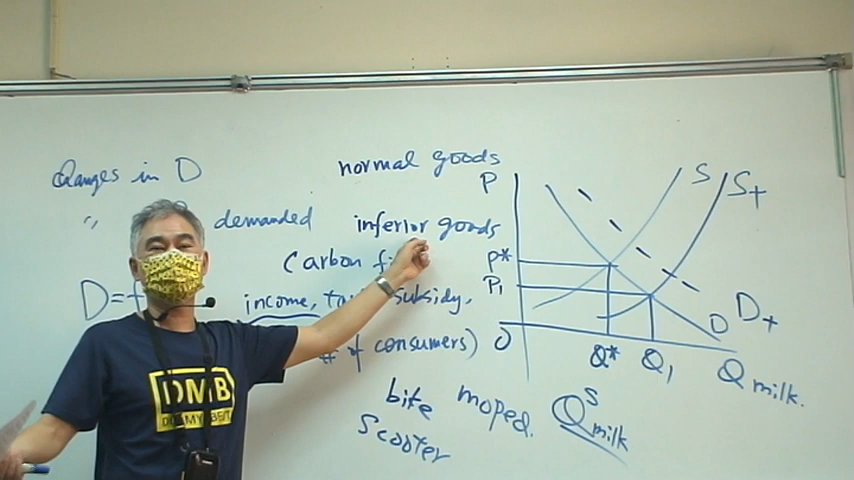 Changes in D
" demanded
D = f
income, subsidy,
# of consumers)
normal goods
inferior goods
Carbon
bike moped.
scooter
Q S milk
P
P*
P1
O
Q* Q1 Q milk.
S S+
D D+
DMB